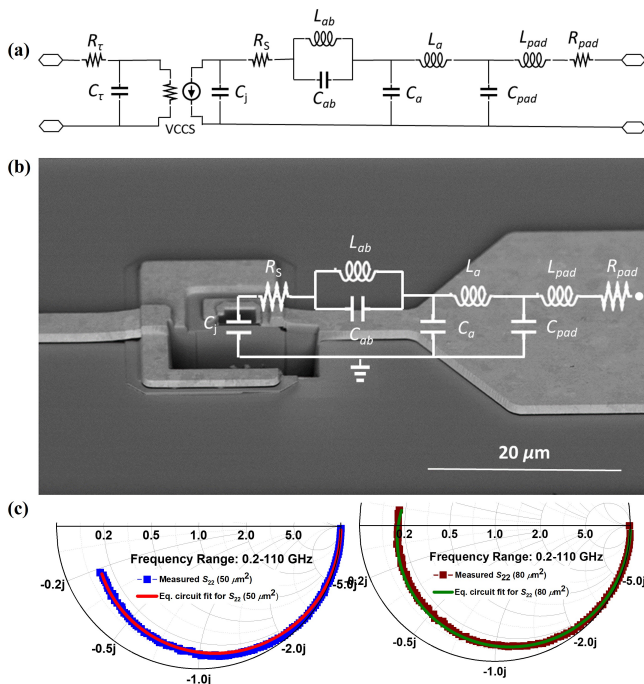 (a)
R_τ
C_τ
VCCS
C_j
R_S
L_ab
C_ab
L_a
C_a
L_pad
R_pad
C_pad
(b)
R_S
L_ab
L_a
L_pad
R_pad
C_j
C_ab
C_a
C_pad
20 μm
(c)
0.2 1.0 2.0 5.0
Frequency Range: 0.2-110 GHz
Measured S₂₂ (50 μm²)
Eq. circuit fit for S₂₂ (50 μm²)
-0.2j
-0.5j
-1.0j
-2.0j
-5.0j
0.2 1.0 2.0 5.0
Frequency Range: 0.2-110 GHz
Measured S₂₂ (80 μm²)
Eq. circuit fit for S₂₂ (80 μm²)
-0.2j
-0.5j
-1.0j
-2.0j
-5.0j